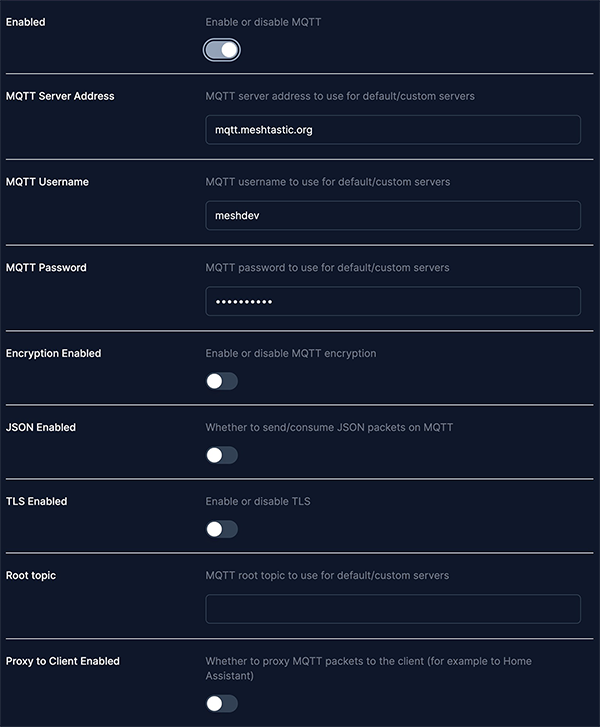 Enabled
Enable or disable MQTT
MQTT Server Address
MQTT server address to use for default/custom servers
mqtt.meshtastic.org
MQTT Username
MQTT username to use for default/custom servers
meshdev
MQTT Password
MQTT password to use for default/custom servers
••••••••••
Encryption Enabled
Enable or disable MQTT encryption
JSON Enabled
Whether to send/consume JSON packets on MQTT
TLS Enabled
Enable or disable TLS
Root topic
MQTT root topic to use for default/custom servers
Proxy to Client Enabled
Whether to proxy MQTT packets to the client (for example to Home
Assistant)